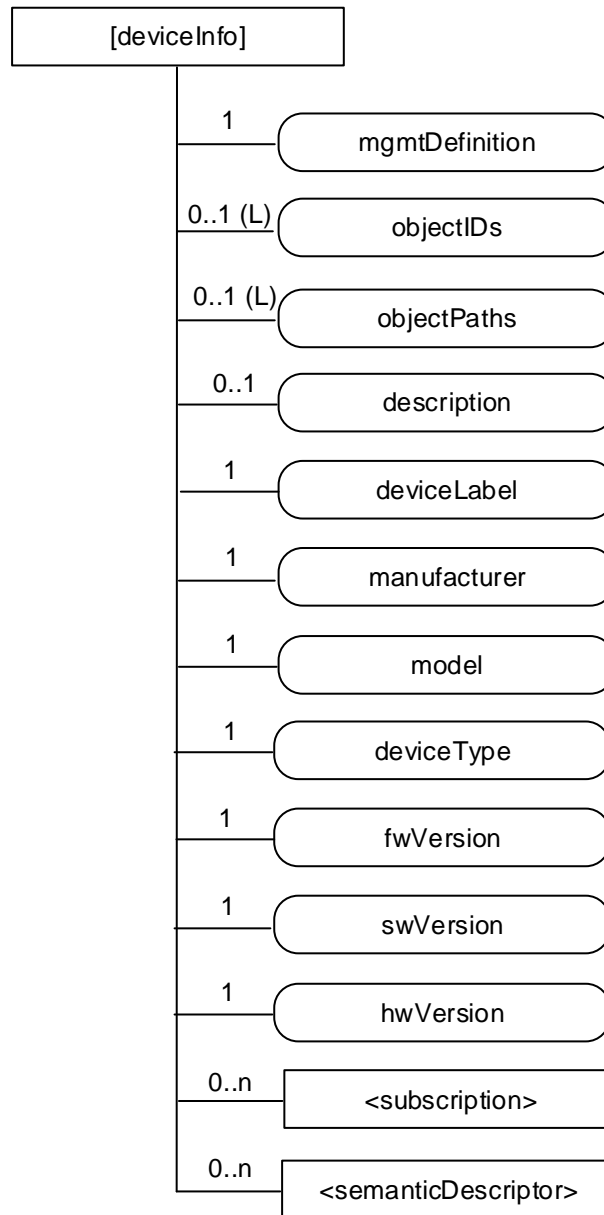 [deviceInfo]
1
mgmtDefinition
0..1 (L)
objectIDs
0..1 (L)
objectPaths
0..1
description
1
deviceLabel
1
manufacturer
1
model
1
deviceType
1
fwVersion
1
swVersion
1
hwVersion
0..n
<subscription>
0..n
<semanticDescriptor>